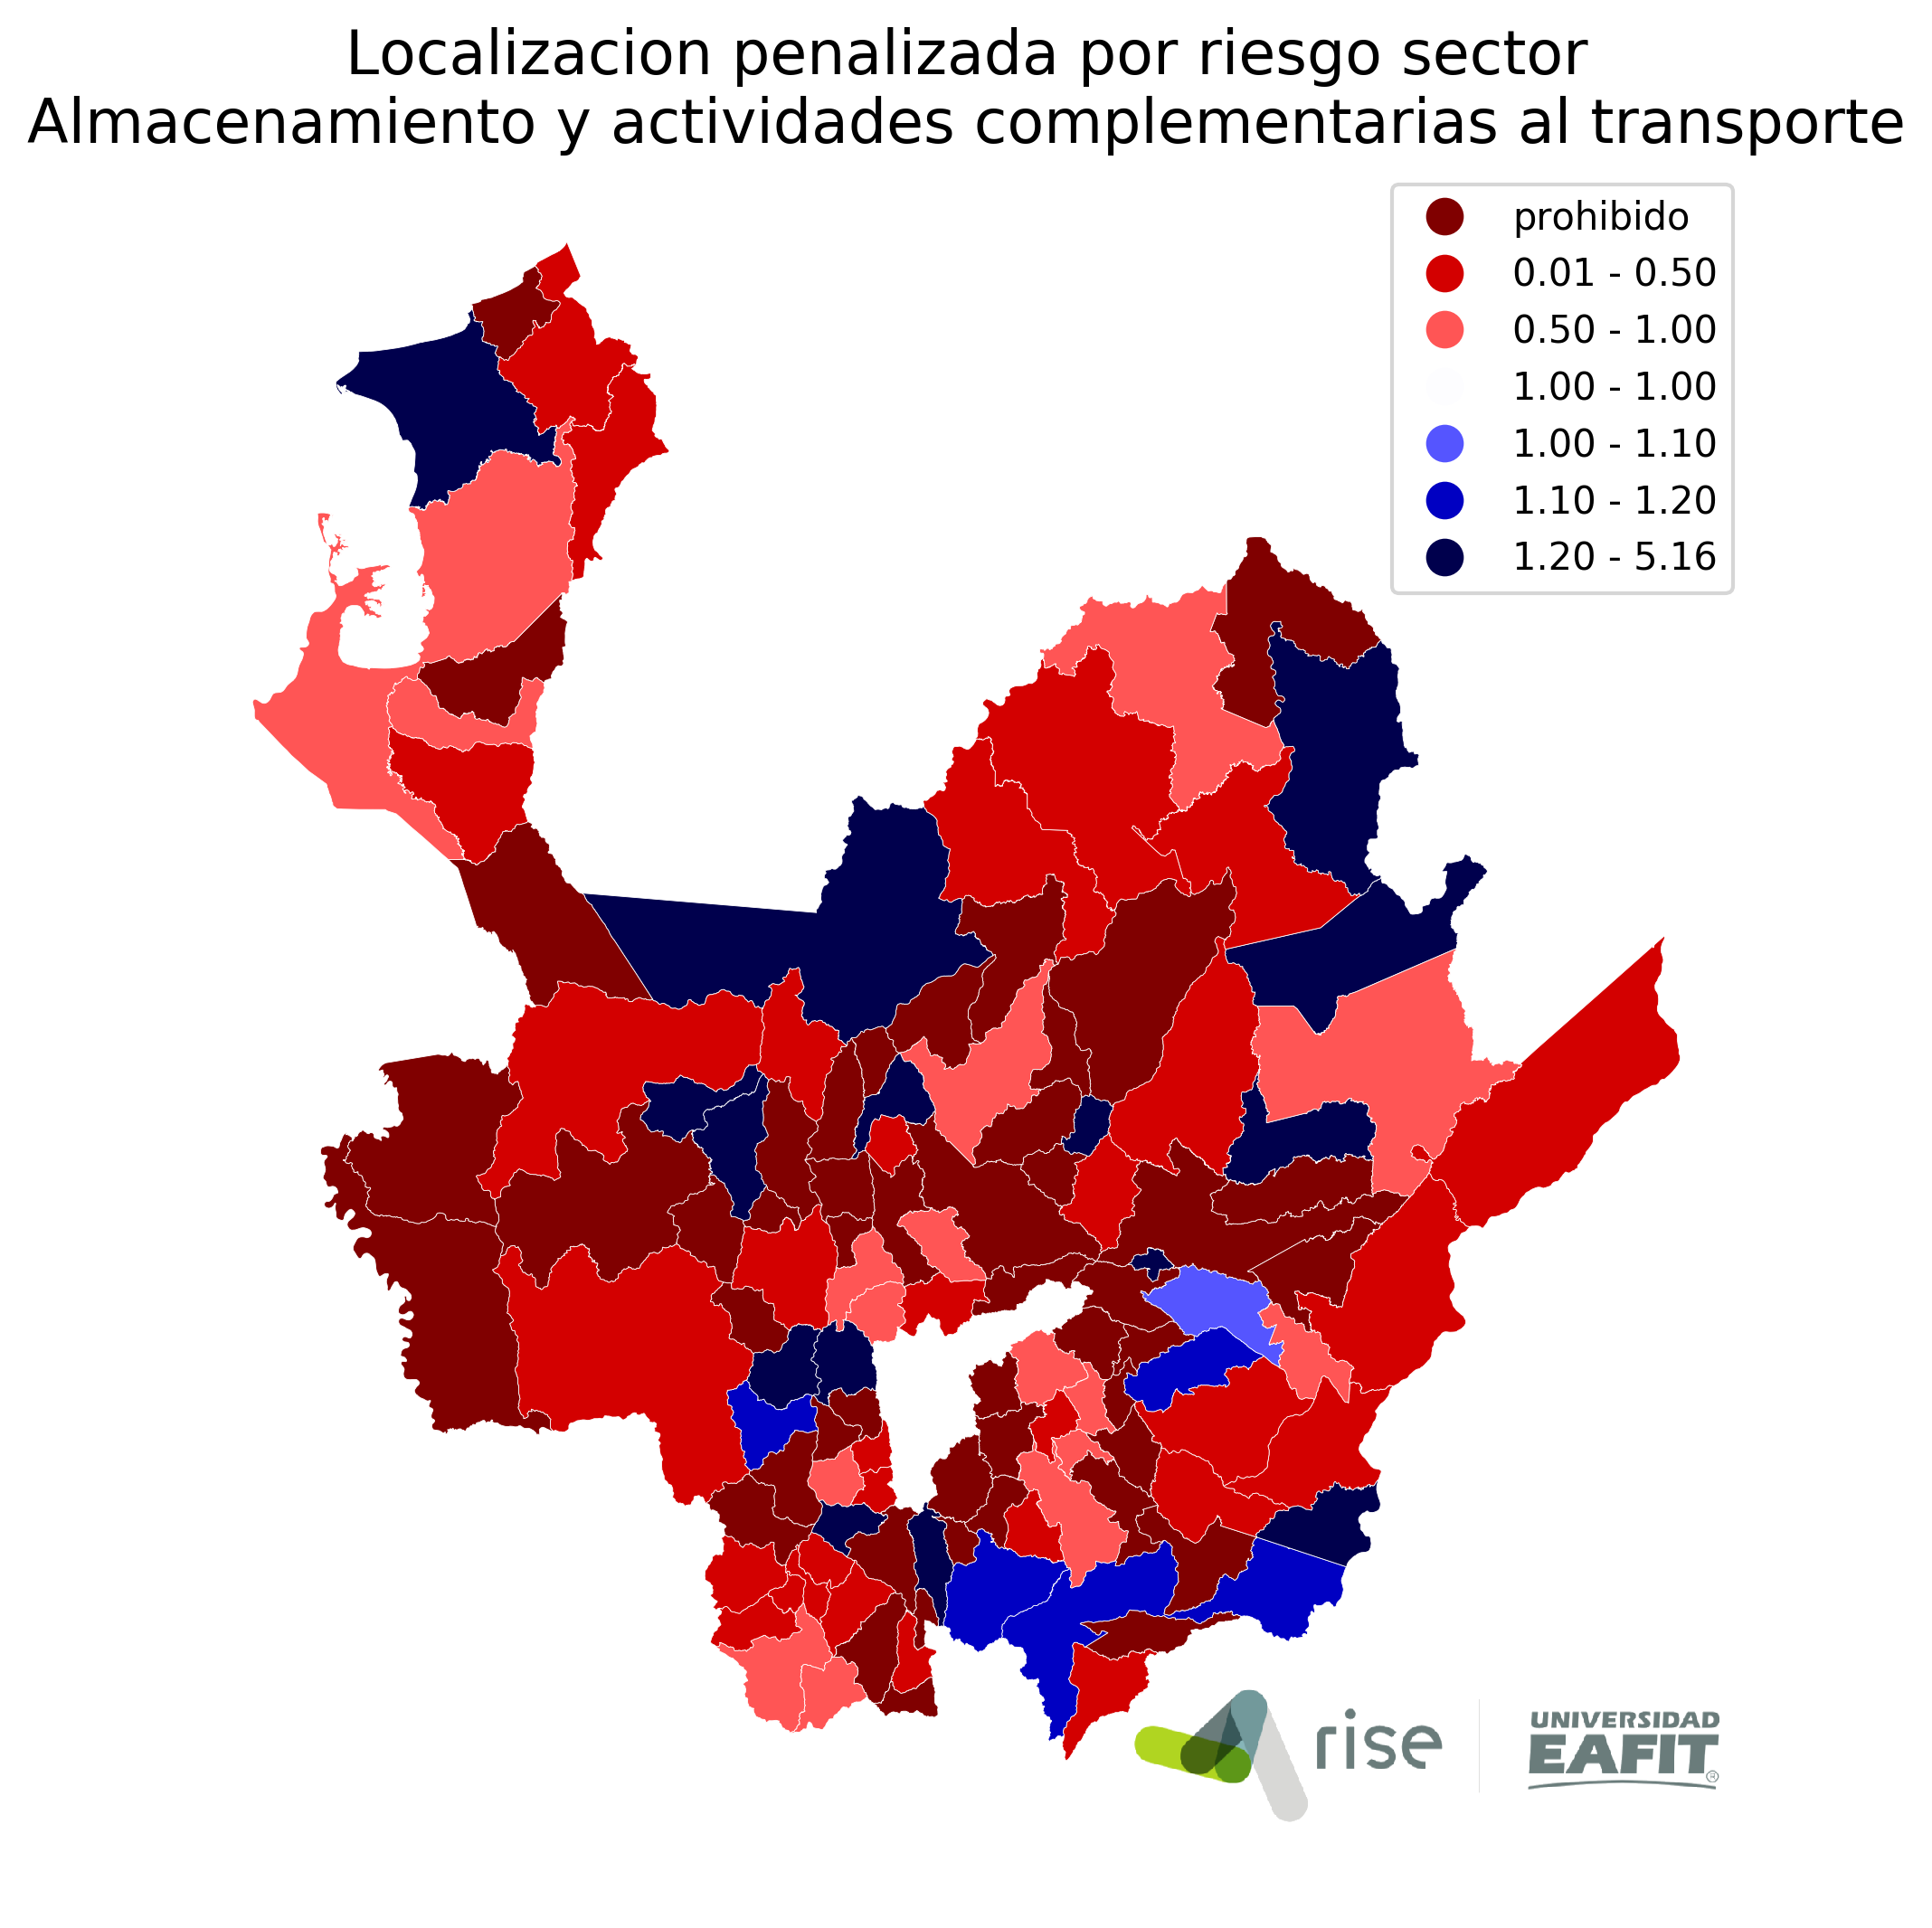 Localizacion penalizada por riesgo sector
Almacenamiento y actividades complementarias al transporte
prohibido
0.01 - 0.50
0.50 - 1.00
1.00 - 1.00
1.00 - 1.10
1.10 - 1.20
1.20 - 5.16
rise
UNIVERSIDAD
EAFIT®